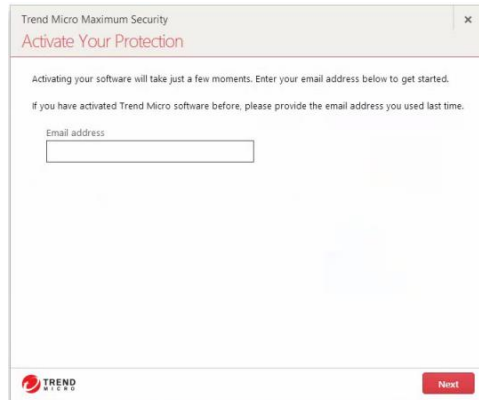 Trend Micro Maximum Security
Activate Your Protection
Activating your software will take just a few moments. Enter your email address below to get started.
If you have activated Trend Micro software before, please provide the email address you used last time.
Email address
TREND
MICRO
Next